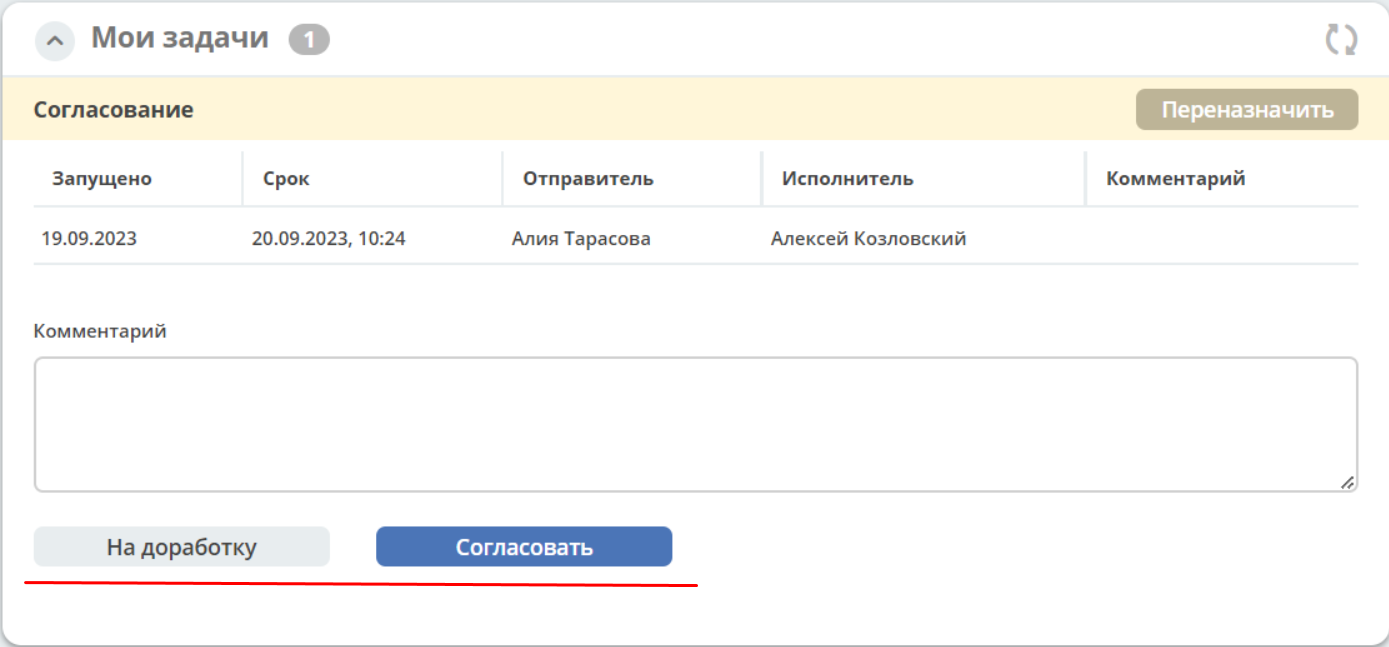 Мои задачи 1
Согласование Переназначить
Запущено Срок Отправитель Исполнитель Комментарий
19.09.2023 20.09.2023, 10:24 Алия Тарасова Алексей Козловский
Комментарий
На доработку Согласовать